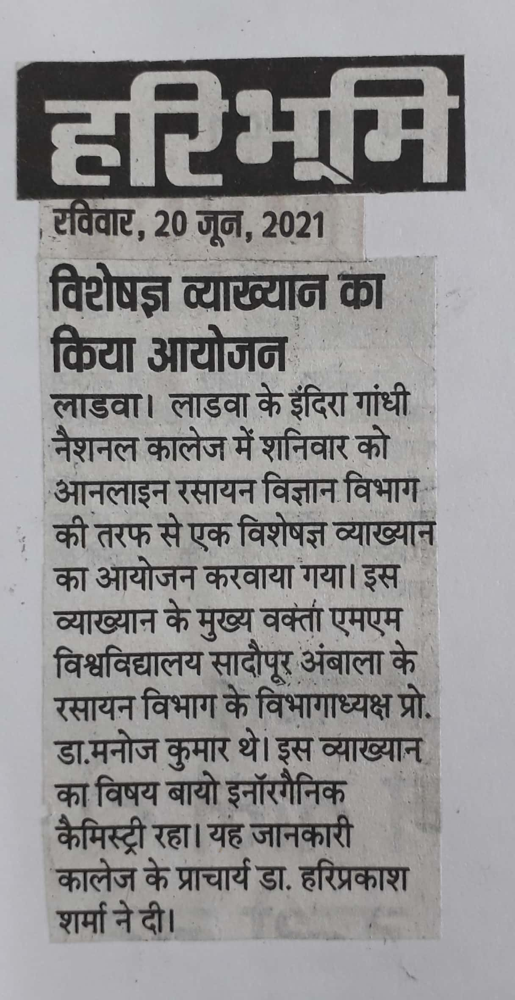 हरिभूमि
रविवार, 20 जून, 2021
विशेषज्ञ व्याख्यान का
किया आयोजन
लाडवा। लाडवा के इंदिरा गांधी
नैशनल कालेज में शनिवार को
आनलाइन रसायन विज्ञान विभाग
की तरफ से एक विशेषज्ञ व्याख्यान
का आयोजन करवाया गया। इस
व्याख्यान के मुख्य वक्ता एमएम
विश्वविद्यालय सादौपूर अंबाला के
रसायन विभाग के विभागाध्यक्ष प्रो.
डा.मनोज कुमार थे। इस व्याख्यान
का विषय बायो इनॉरगैनिक
कैमिस्ट्री रहा। यह जानकारी
कालेज के प्राचार्य डा. हरिप्रकाश
शर्मा ने दी।